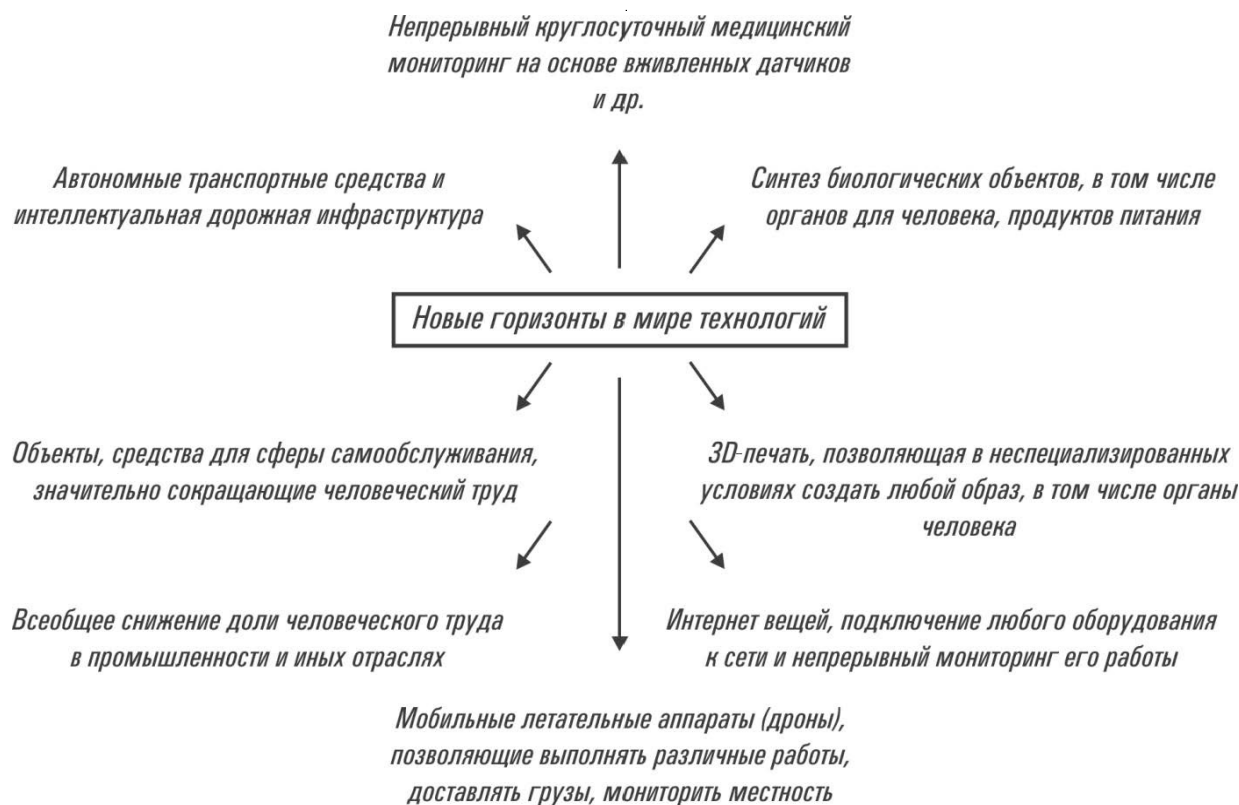 Непрерывный круглосуточный медицинский
мониторинг на основе вживленных датчиков
и др.
Автономные транспортные средства и
интеллектуальная дорожная инфраструктура
Синтез биологических объектов, в том числе
органов для человека, продуктов питания
Новые горизонты в мире технологий
Объекты, средства для сферы самообслуживания,
значительно сокращающие человеческий труд
3D-печать, позволяющая в неспециализированных
условиях создать любой образ, в том числе органы
человека
Всеобщее снижение доли человеческого труда
в промышленности и иных отраслях
Интернет вещей, подключение любого оборудования
к сети и непрерывный мониторинг его работы
Мобильные летательные аппараты (дроны),
позволяющие выполнять различные работы,
доставлять грузы, мониторить местность